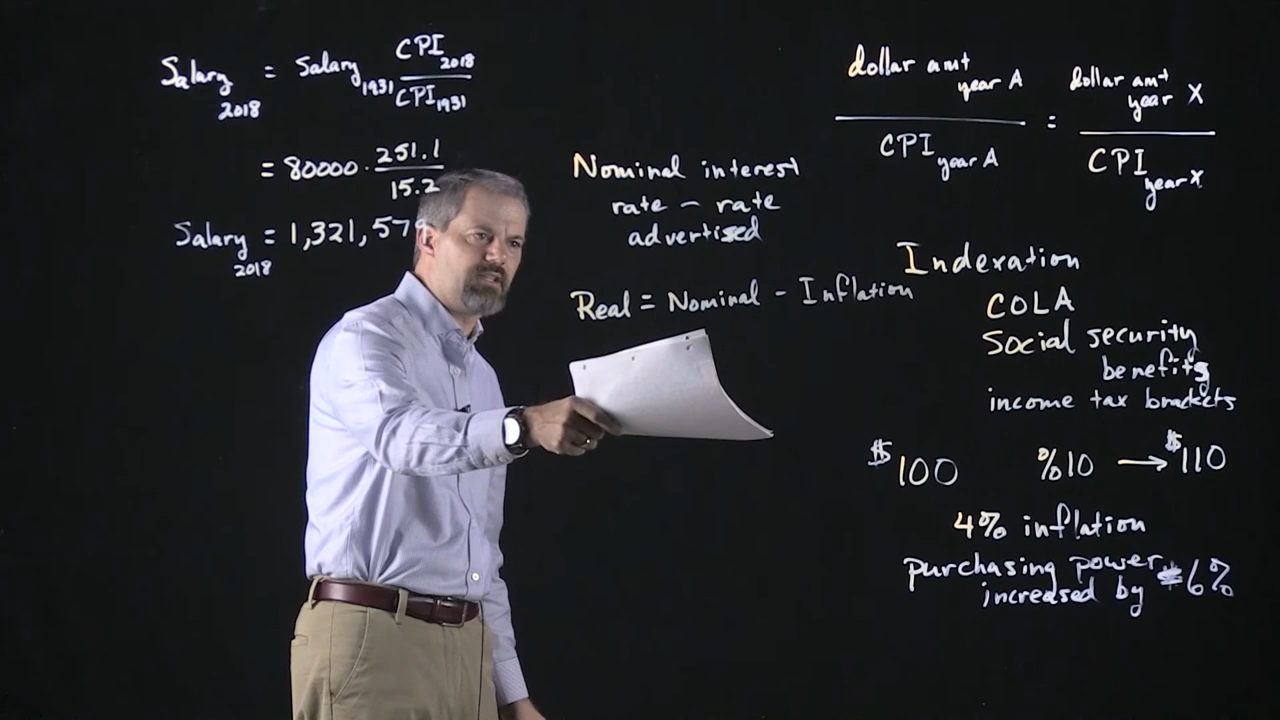 Salary 2018 = Salary 1931 CPI 2018 / CPI 1931
= 80000 · 251.1 / 15.2
Salary 2018 = 1,321,57
Nominal interest
rate - rate
advertised
Real = Nominal - Inflation
dollar amt year A / CPI year A = dollar amt year X / CPI year X
Indexation
COLA
Social security
benefits
income tax brackets
$100 %10 → $110
4% inflation
purchasing power
increased by 6%